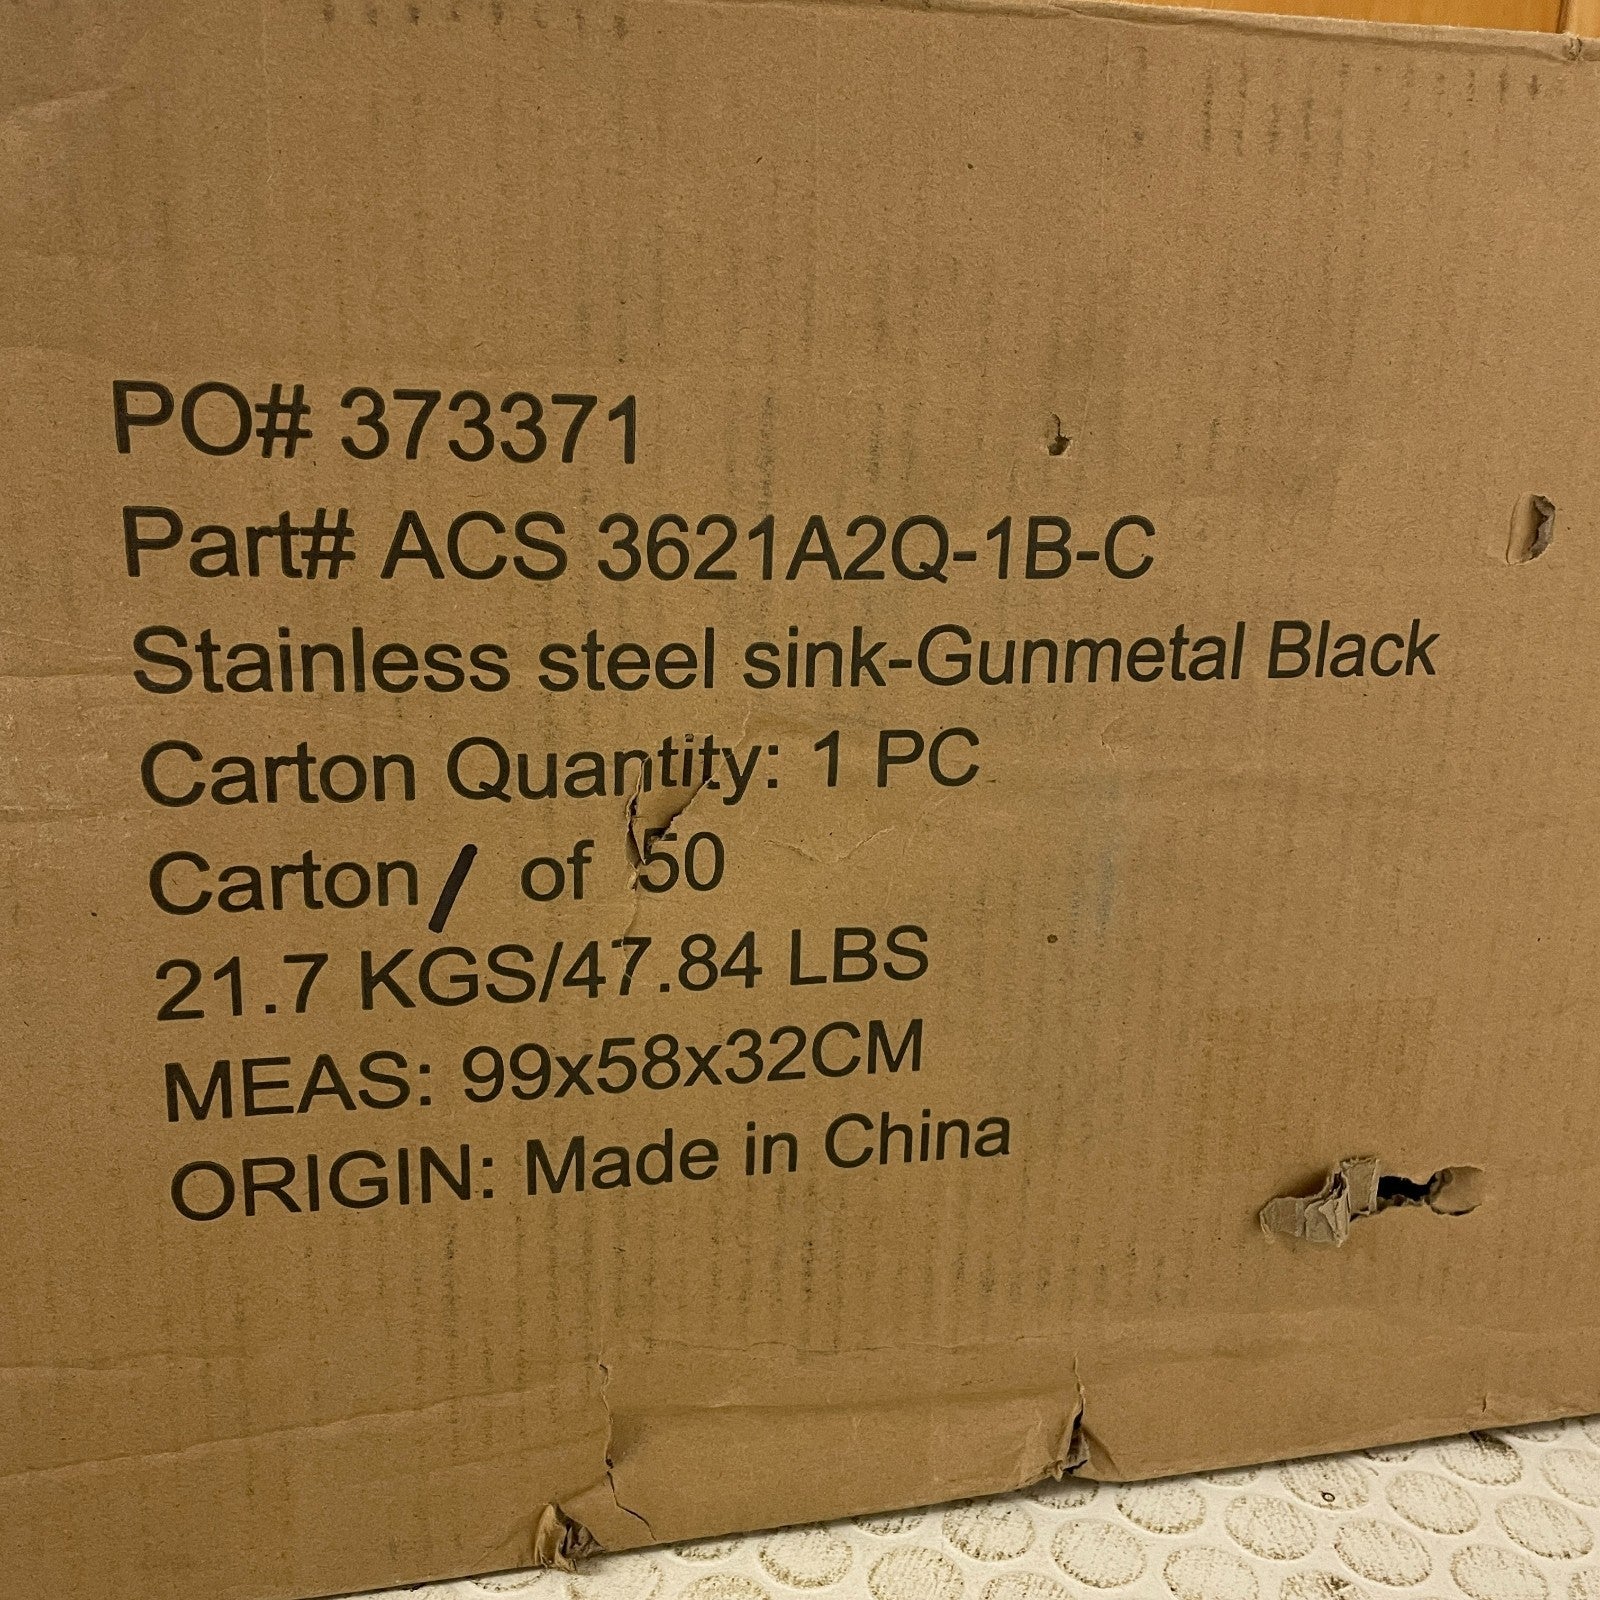 PO# 373371
Part# ACS 3621A2Q-1B-C
Stainless steel sink-Gunmetal Black
Carton Quantity: 1 PC
Carton / of 50
21.7 KGS/47.84 LBS
MEAS: 99x58x32CM
ORIGIN: Made in China